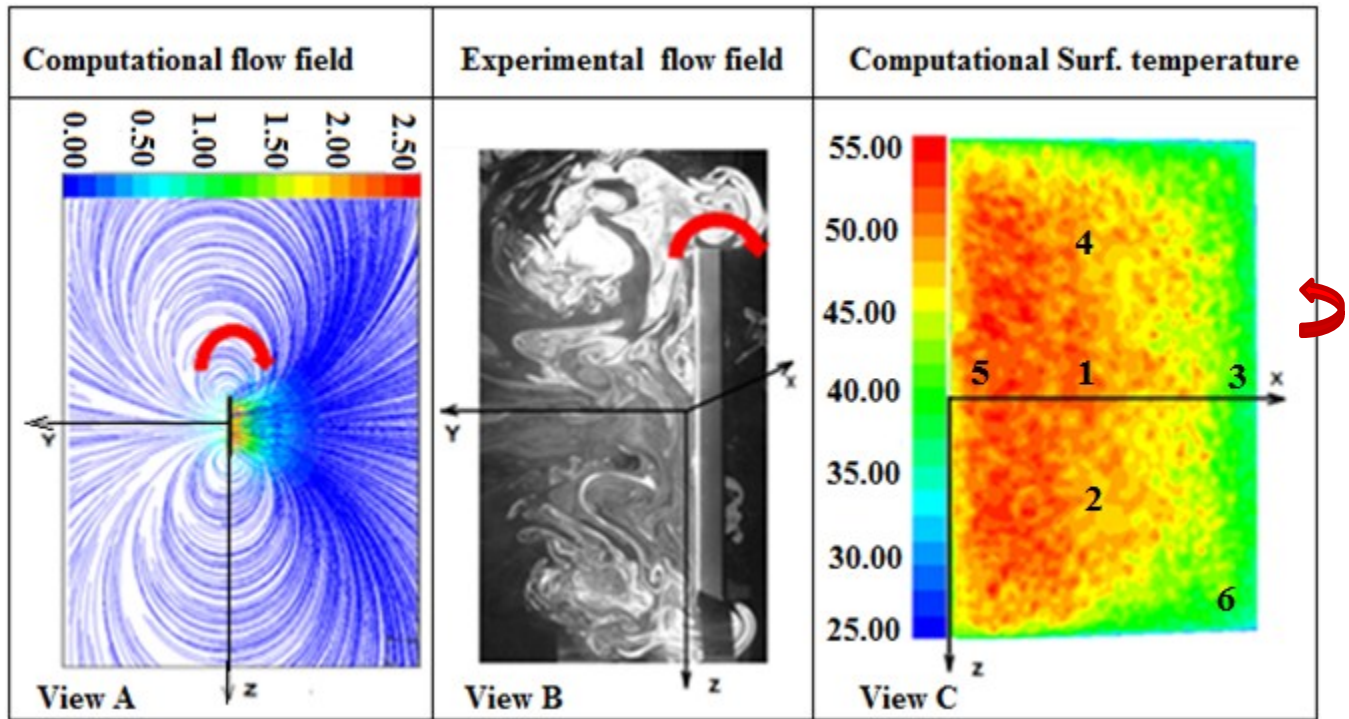 Computational flow field
Experimental flow field
Computational Surf. temperature
0.00
0.50
1.00
1.50
2.00
2.50
Y
Z
View A
X
Y
Z
View B
55.00
50.00
45.00
40.00
35.00
30.00
25.00
4
5
1
3
X
2
6
Z
View C